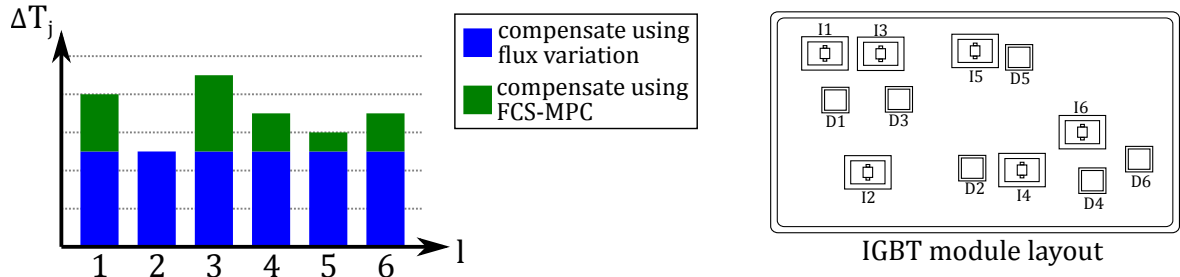 ΔTj
compensate using
flux variation
compensate using
FCS-MPC
1 2 3 4 5 6 l
I1 I3
I5 D5
D1 D3
I6
I2 D2 I4 D4 D6
IGBT module layout